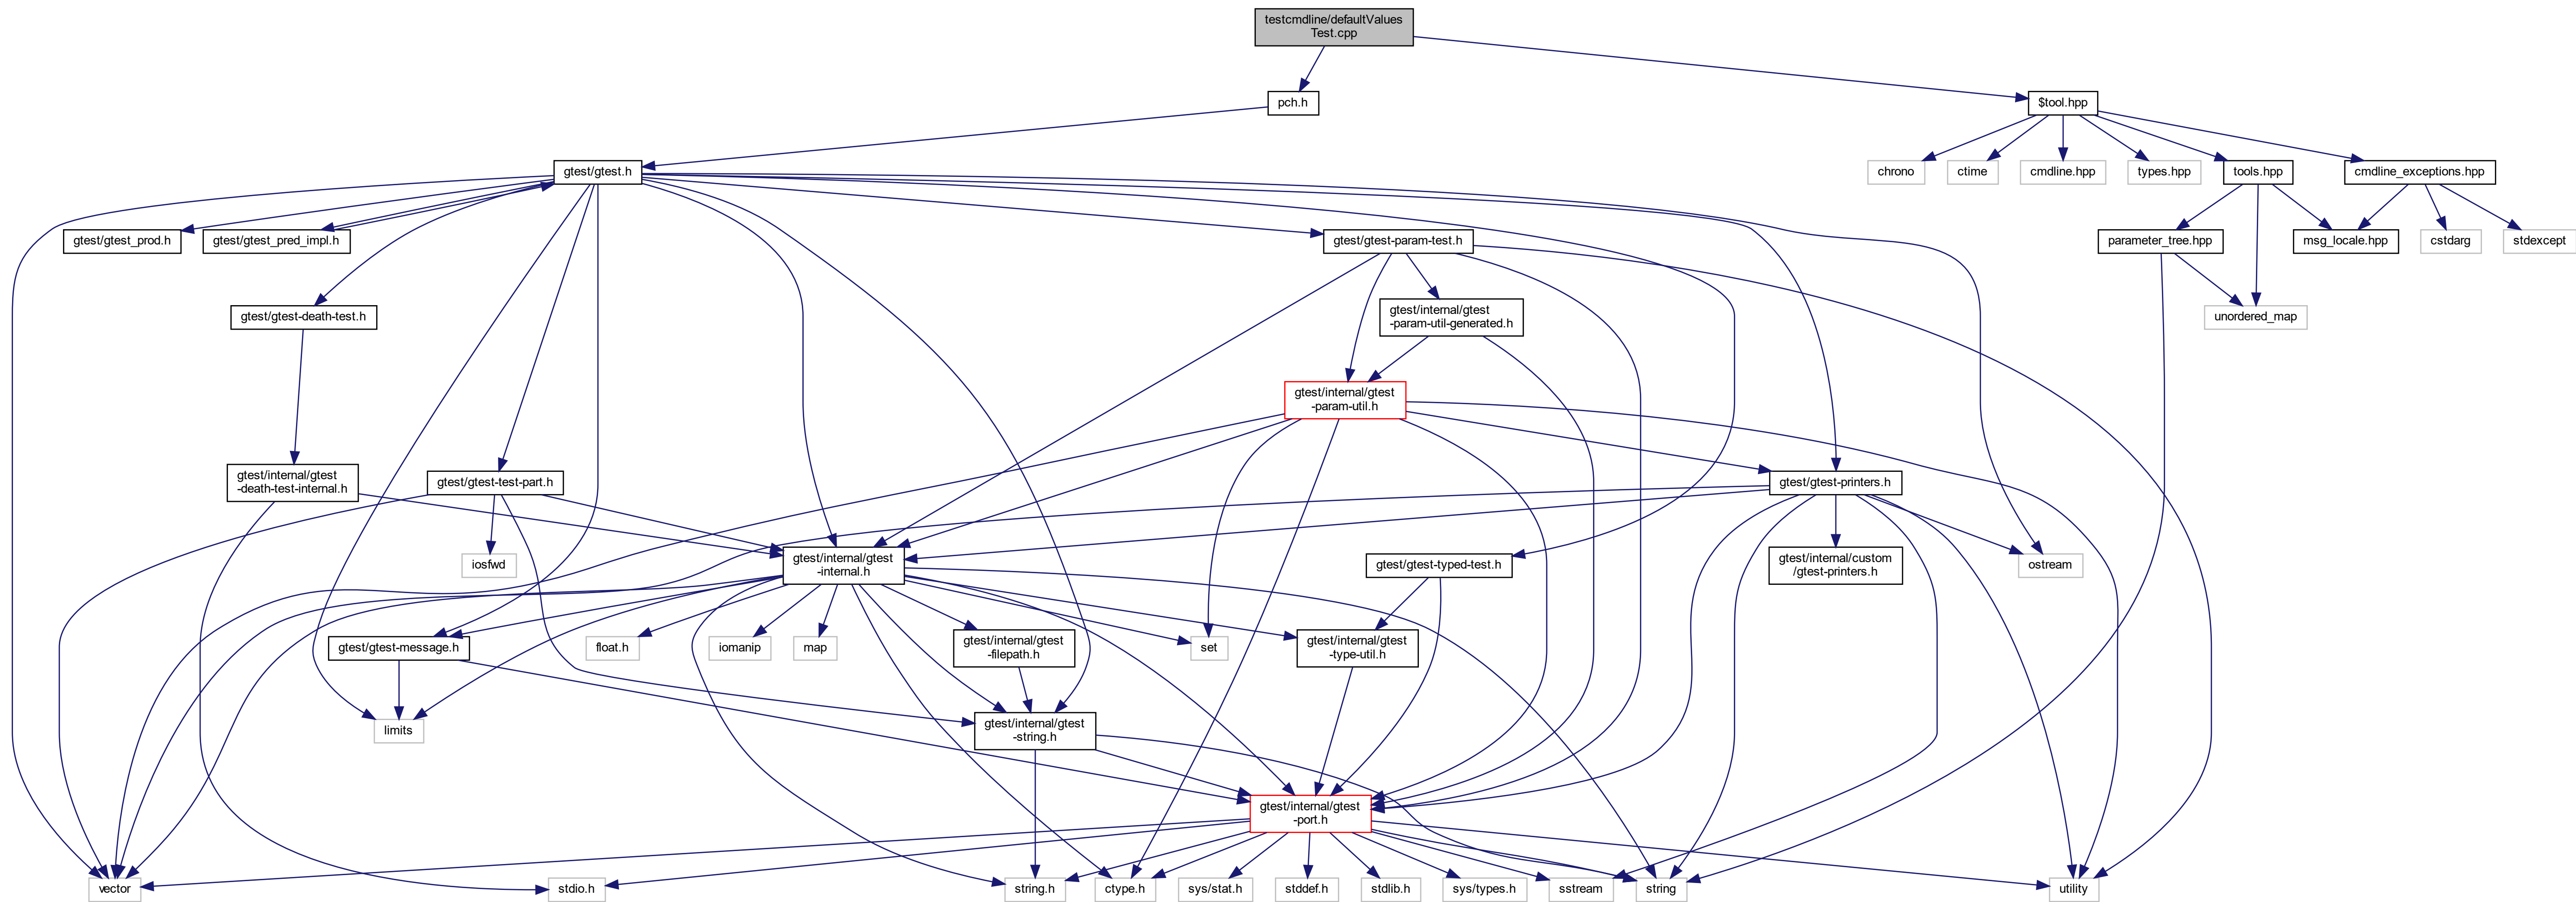 testcmdline/defaultValues
Test.cpp
pch.h
$tool.hpp
gtest/gtest.h
chrono
ctime
cmdline.hpp
types.hpp
tools.hpp
cmdline_exceptions.hpp
gtest/gtest_prod.h
gtest/gtest_pred_impl.h
gtest/gtest-param-test.h
parameter_tree.hpp
msg_locale.hpp
cstdarg
stdexcept
gtest/gtest-death-test.h
gtest/internal/gtest
-param-util-generated.h
unordered_map
gtest/internal/gtest
-param-util.h
gtest/internal/gtest
-death-test-internal.h
gtest/gtest-test-part.h
gtest/gtest-printers.h
iosfwd
gtest/internal/gtest
-internal.h
gtest/gtest-typed-test.h
gtest/internal/custom
/gtest-printers.h
ostream
gtest/gtest-message.h
float.h
iomanip
map
gtest/internal/gtest
-filepath.h
set
gtest/internal/gtest
-type-util.h
limits
gtest/internal/gtest
-string.h
gtest/internal/gtest
-port.h
vector
stdio.h
string.h
ctype.h
sys/stat.h
stddef.h
stdlib.h
sys/types.h
sstream
string
utility